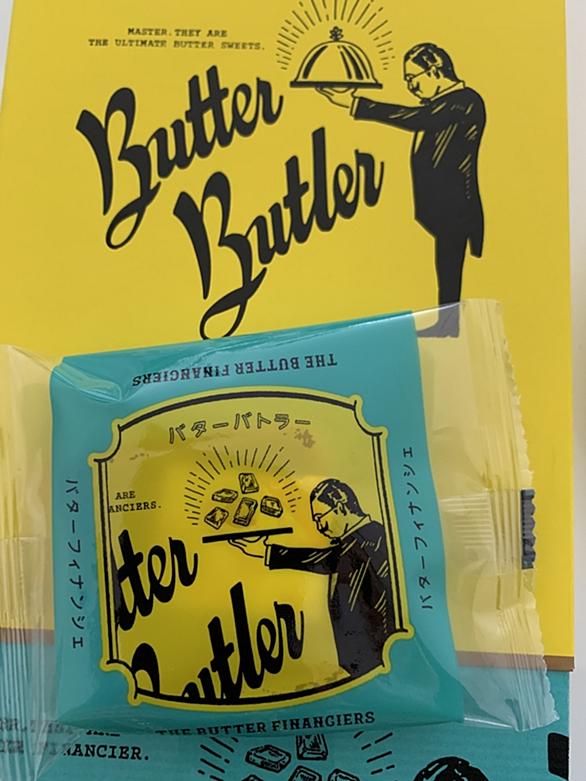 MASTER. THEY ARE
THE ULTIMATE BUTTER SWEETS.
Butter
Butler
THE BUTTER FINANCIERS
バターバトラー
ARE
ANCIERS.
tter
Butler
バターフィナンシェ
バターフィナンシェ
THE BUTTER FINANCIERS
FINANCIER.